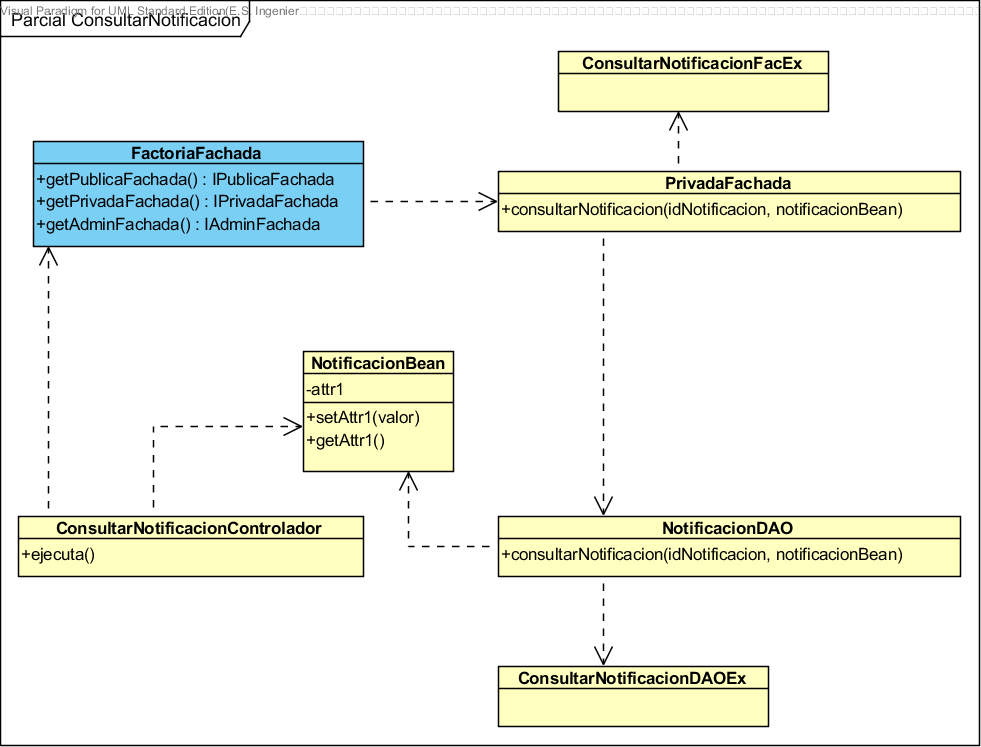 Visual Paradigm for UML Standard Edition(E.S. Ingenier
Parcial ConsultarNotificacion
ConsultarNotificacionFacEx
FactoriaFachada
+getPublicaFachada() : IPublicaFachada
+getPrivadaFachada() : IPrivadaFachada
+getAdminFachada() : IAdminFachada
PrivadaFachada
+consultarNotificacion(idNotificacion, notificacionBean)
NotificacionBean
-attr1
+setAttr1(valor)
+getAttr1()
ConsultarNotificacionControlador
+ejecuta()
NotificacionDAO
+consultarNotificacion(idNotificacion, notificacionBean)
ConsultarNotificacionDAOEx